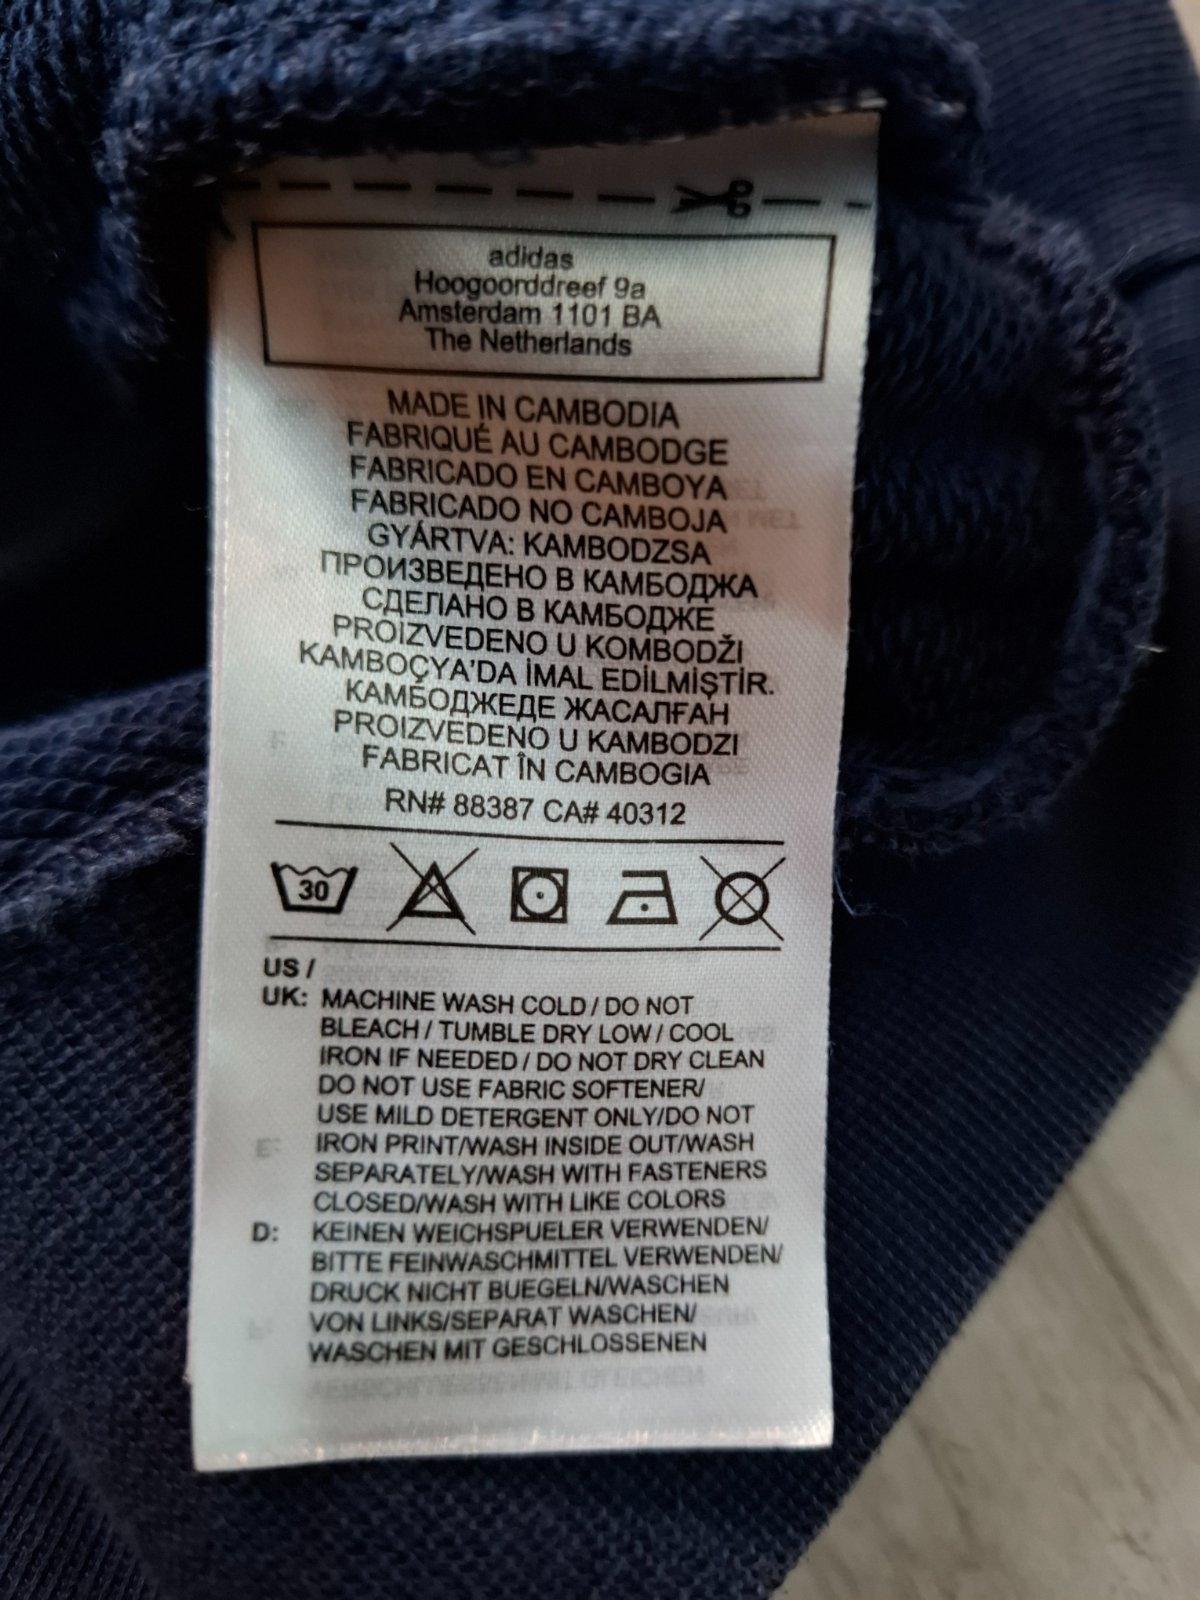 adidas
Hoogoorddreef 9a
Amsterdam 1101 BA
The Netherlands
MADE IN CAMBODIA
FABRIQUÉ AU CAMBODGE
FABRICADO EN CAMBOYA
FABRICADO NO CAMBOJA
GYÁRTVA: KAMBODZSA
ПРОИЗВЕДЕНО В КАМБОДЖА
СДЕЛАНО В КАМБОДЖЕ
PROIZVEDENO U KOMBODŽI
KAMBOÇYA'DA İMAL EDİLMİŞTİR.
КАМБОДЖЕДЕ ЖАСАЛҒАН
PROIZVEDENO U KAMBODZI
FABRICAT ÎN CAMBOGIA
RN# 88387 CA# 40312
30
US /
UK: MACHINE WASH COLD / DO NOT
BLEACH / TUMBLE DRY LOW / COOL
IRON IF NEEDED / DO NOT DRY CLEAN
DO NOT USE FABRIC SOFTENER/
USE MILD DETERGENT ONLY/DO NOT
IRON PRINT/WASH INSIDE OUT/WASH
SEPARATELY/WASH WITH FASTENERS
CLOSED/WASH WITH LIKE COLORS
D: KEINEN WEICHSPUELER VERWENDEN/
BITTE FEINWASCHMITTEL VERWENDEN/
DRUCK NICHT BUEGELN/WASCHEN
VON LINKS/SEPARAT WASCHEN/
WASCHEN MIT GESCHLOSSENEN